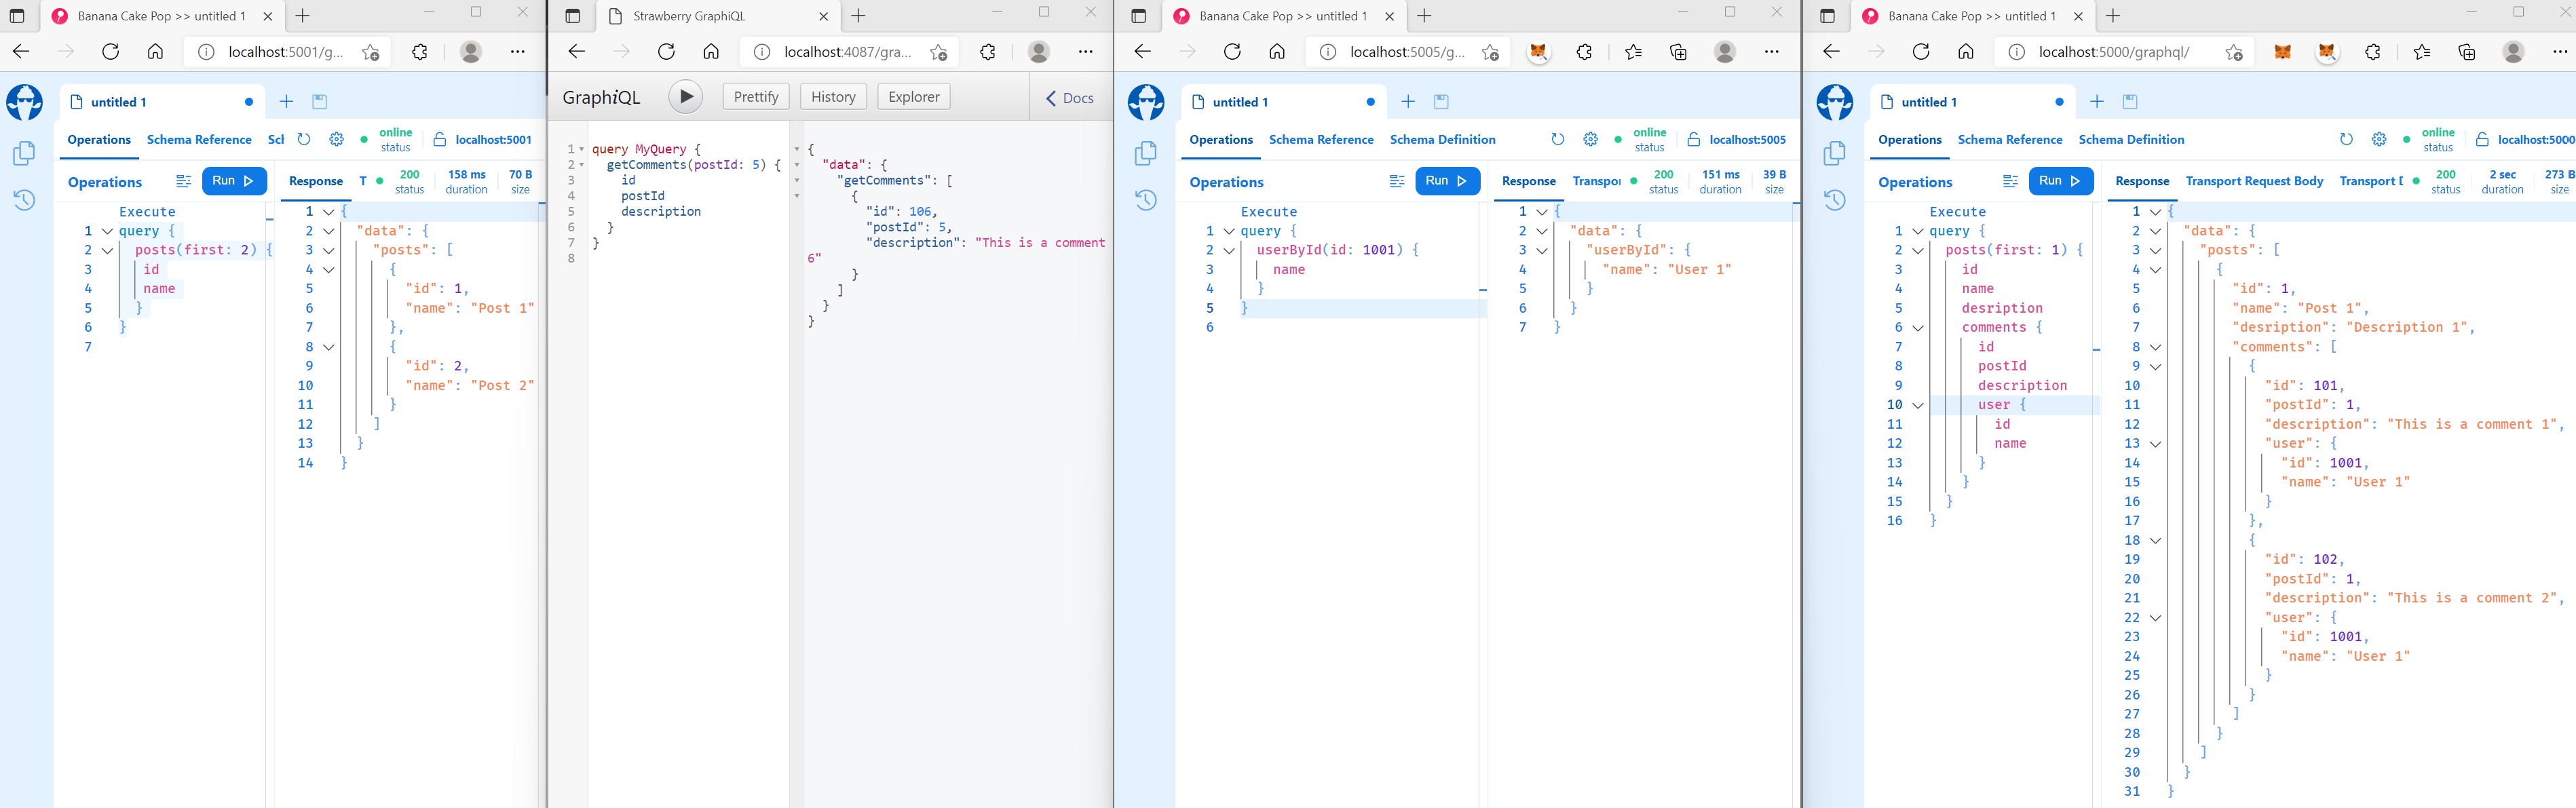 Banana Cake Pop >> untitled 1
localhost:5001/g...
untitled 1
Operations
Schema Reference
Scl
online
status
localhost:5001
Operations
Run
Response
T
200
status
158 ms
duration
70 B
size
Execute
1 query {
2 posts(first: 2) {
3 id
4 name
5 }
6 }
7
1 {
2 "data": {
3 "posts": [
4 {
5 "id": 1,
6 "name": "Post 1"
7 },
8 {
9 "id": 2,
10 "name": "Post 2"
11 }
12 ]
13 }
14 }
Strawberry GraphiQL
localhost:4087/gra...
GraphiQL
Prettify
History
Explorer
Docs
1 query MyQuery {
2 getComments(postId: 5) {
3 id
4 postId
5 description
6 }
7 }
8
{
"data": {
"getComments": [
{
"id": 106,
"postId": 5,
"description": "This is a comment
6"
}
]
}
}
Banana Cake Pop >> untitled 1
localhost:5005/g...
untitled 1
Operations
Schema Reference
Schema Definition
online
status
localhost:5005
Operations
Run
Response
Transpo
200
status
151 ms
duration
39 B
size
Execute
1 query {
2 userById(id: 1001) {
3 name
4 }
5 }
6
1 {
2 "data": {
3 "userById": {
4 "name": "User 1"
5 }
6 }
7 }
Banana Cake Pop >> untitled 1
localhost:5000/graphql/
untitled 1
Operations
Schema Reference
Schema Definition
online
status
localhost:5000
Operations
Run
Response
Transport Request Body
Transport D
200
status
2 sec
duration
273 B
size
Execute
1 query {
2 posts(first: 1) {
3 id
4 name
5 desription
6 comments {
7 id
8 postId
9 description
10 user {
11 id
12 name
13 }
14 }
15 }
16 }
1 {
2 "data": {
3 "posts": [
4 {
5 "id": 1,
6 "name": "Post 1",
7 "desription": "Description 1",
8 "comments": [
9 {
10 "id": 101,
11 "postId": 1,
12 "description": "This is a comment 1",
13 "user": {
14 "id": 1001,
15 "name": "User 1"
16 }
17 },
18 {
19 "id": 102,
20 "postId": 1,
21 "description": "This is a comment 2",
22 "user": {
23 "id": 1001,
24 "name": "User 1"
25 }
26 }
27 ]
28 }
29 ]
30 }
31 }